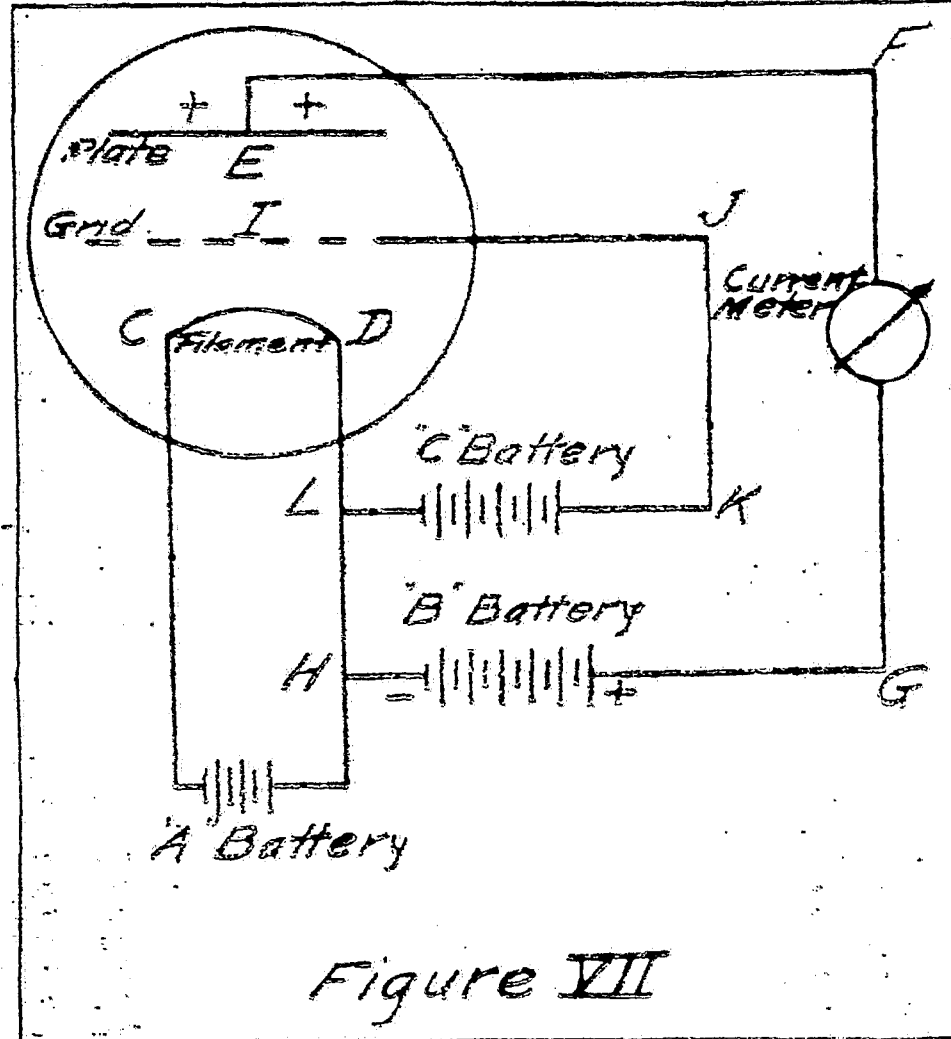 F
+ +
Plate E
Grid I J
Current
Meter
C Filament D
"C" Battery
L K
"B" Battery
H - + G
"A" Battery
Figure VII